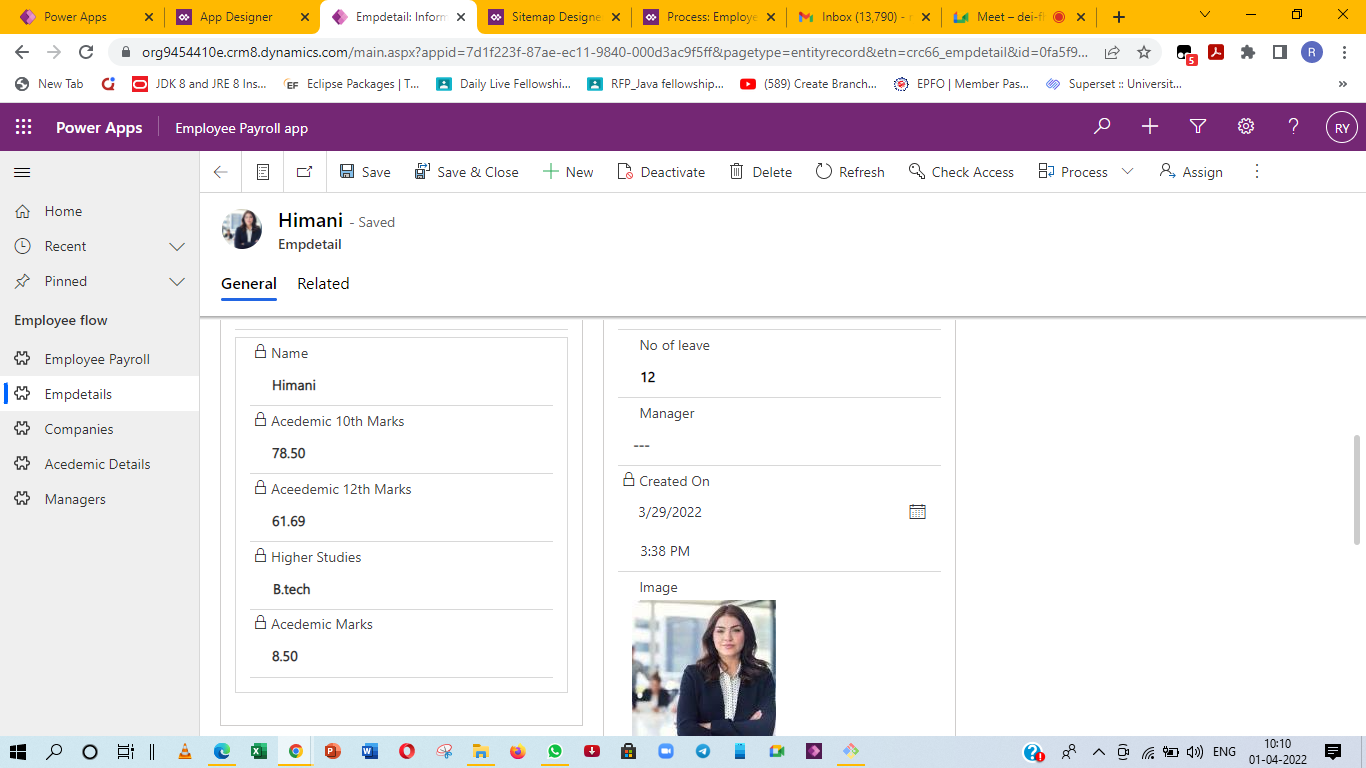 Power Apps
App Designer
Empdetail: Inforr
Sitemap Designe
Process: Employe
Inbox (13,790) - r
Meet – dei-f
org9454410e.crm8.dynamics.com/main.aspx?appid=7d1f223f-87ae-ec11-9840-000d3ac9f5ff&pagetype=entityrecord&etn=crc66_empdetail&id=0fa5f9...
5
R
New Tab
JDK 8 and JRE 8 Ins...
EF Eclipse Packages | T...
Daily Live Fellowshi...
RFP_Java fellowship...
(589) Create Branch...
EPFO | Member Pas...
Superset :: Universit...
»
Power Apps
Employee Payroll app
RY
Save
Save & Close
New
Deactivate
Delete
Refresh
Check Access
Process
Assign
Home
Recent
Pinned
Employee flow
Employee Payroll
Empdetails
Companies
Acedemic Details
Managers
Himani - Saved
Empdetail
General
Related
Name
Himani
Acedemic 10th Marks
78.50
Aceedemic 12th Marks
61.69
Higher Studies
B.tech
Acedemic Marks
8.50
No of leave
12
Manager
---
Created On
3/29/2022
3:38 PM
Image
ENG
10:10
01-04-2022